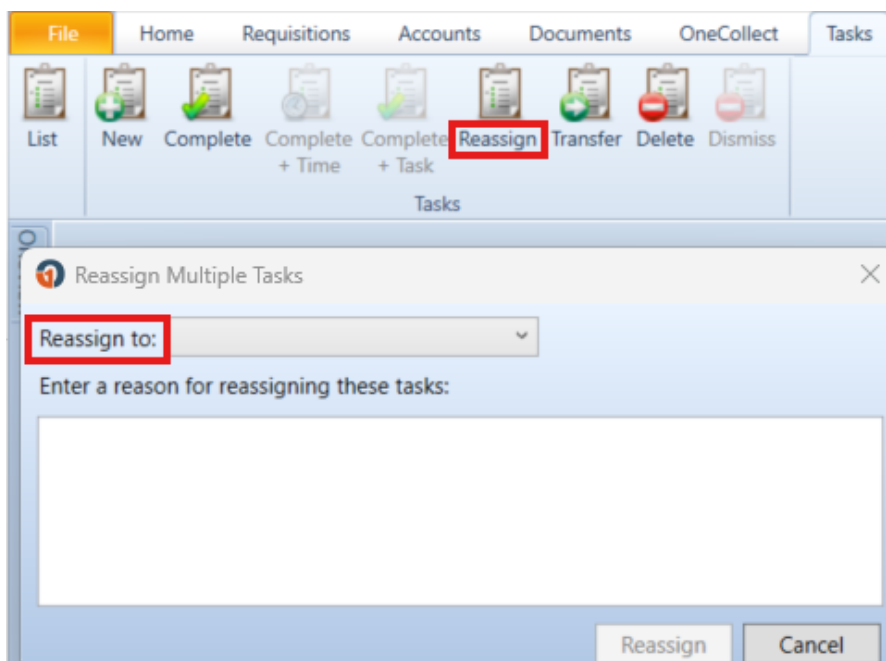 File Home Requisitions Accounts Documents OneCollect Tasks
List New Complete Complete Complete Reassign Transfer Delete Dismiss
+ Time + Task
Tasks
Reassign Multiple Tasks
Reassign to:
Enter a reason for reassigning these tasks:
Reassign Cancel